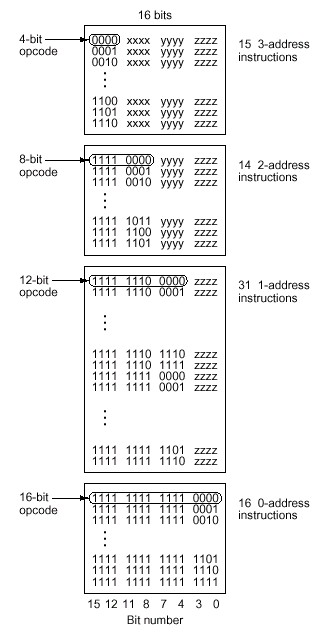 16 bits
4-bit opcode
0000 xxxx yyyy zzzz
0001 xxxx yyyy zzzz
0010 xxxx yyyy zzzz
1100 xxxx yyyy zzzz
1101 xxxx yyyy zzzz
1110 xxxx yyyy zzzz
15 3-address instructions
8-bit opcode
1111 0000 yyyy zzzz
1111 0001 yyyy zzzz
1111 0010 yyyy zzzz
1111 1011 yyyy zzzz
1111 1100 yyyy zzzz
1111 1101 yyyy zzzz
14 2-address instructions
12-bit opcode
1111 1110 0000 zzzz
1111 1110 0001 zzzz
1111 1110 1110 zzzz
1111 1110 1111 zzzz
1111 1111 0000 zzzz
1111 1111 0001 zzzz
1111 1111 1101 zzzz
1111 1111 1110 zzzz
31 1-address instructions
16-bit opcode
1111 1111 1111 0000
1111 1111 1111 0001
1111 1111 1111 0010
1111 1111 1111 1101
1111 1111 1111 1110
1111 1111 1111 1111
16 0-address instructions
15 12 11 8 7 4 3 0
Bit number